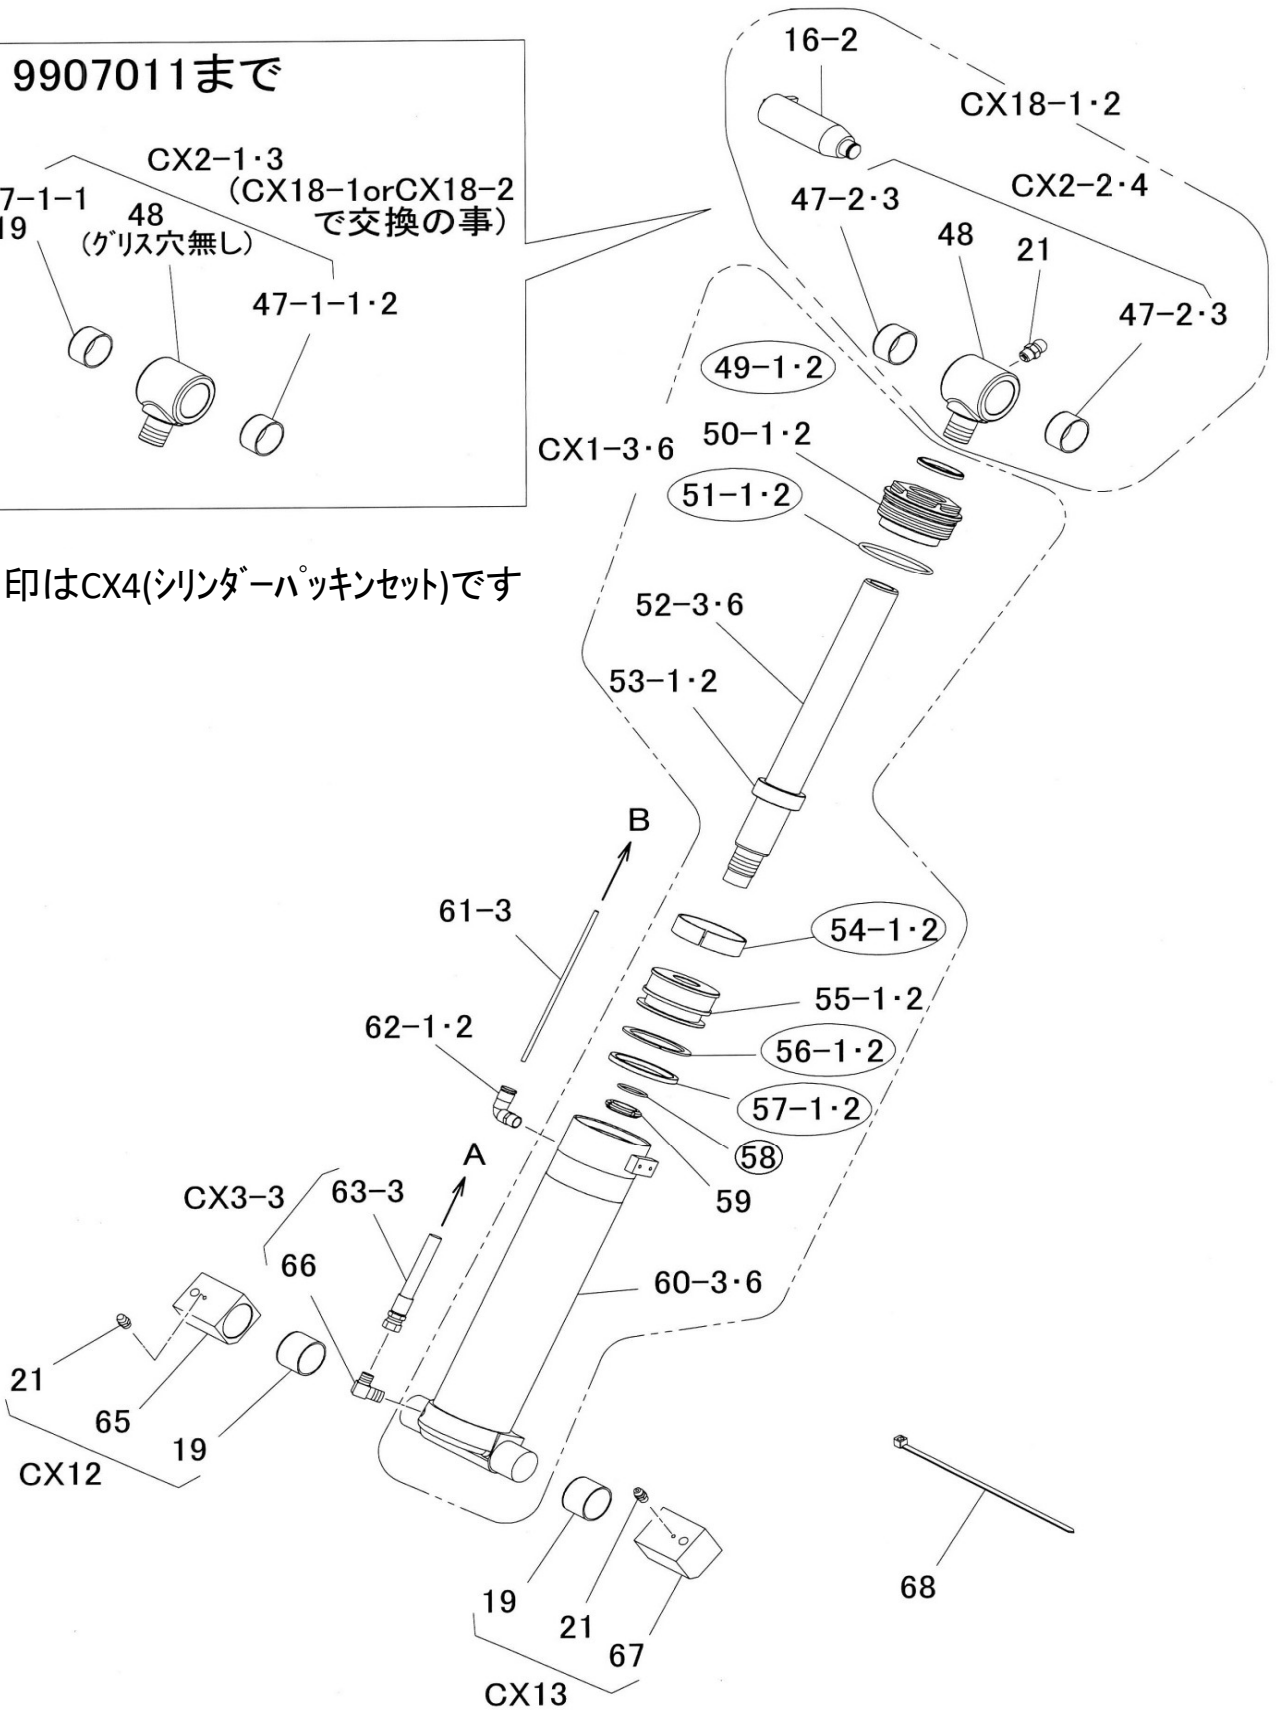 9907011まで
CX2-1・3
(CX18-1orCX18-2
で交換の事)
7-1-1
19
48
(グリス穴無し)
47-1-1・2
16-2
CX18-1・2
47-2・3
CX2-2・4
48
21
47-2・3
49-1・2
50-1・2
CX1-3・6
51-1・2
印はCX4(シリンダーパッキンセット)です
52-3・6
53-1・2
B
61-3
54-1・2
55-1・2
62-1・2
56-1・2
57-1・2
58
59
A
CX3-3
63-3
66
60-3・6
21
65
19
CX12
19
21
67
CX13
68